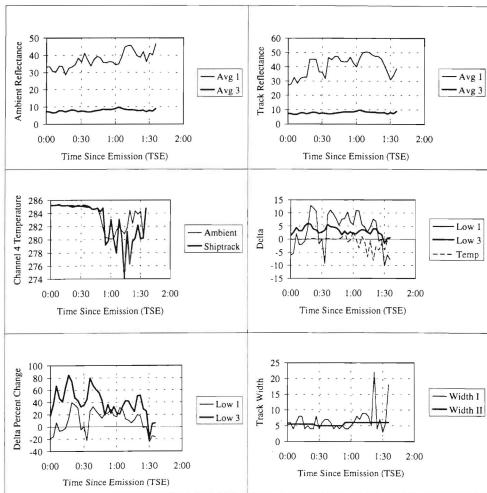 50
40
30
20
10
0
Ambient Reflectance
0:00 0:30 1:00 1:30 2:00
Time Since Emission (TSE)
Avg 1
Avg 3
60
50
40
30
20
10
0
Track Reflectance
0:00 0:30 1:00 1:30 2:00
Time Since Emission (TSE)
Avg 1
Avg 3
286
284
282
280
278
276
274
Channel 4 Temperature
0:00 0:30 1:00 1:30 2:00
Time Since Emission (TSE)
Ambient
Shiptrack
15
10
5
0
-5
-10
-15
Delta
0:00 0:30 1:00 1:30 2:00
Time Since Emission (TSE)
Low 1
Low 3
Temp
100
80
60
40
20
0
-20
-40
Delta Percent Change
0:00 0:30 1:00 1:30 2:00
Time Since Emission (TSE)
Low 1
Low 3
25
20
15
10
5
0
Track Width
0:00 0:30 1:00 1:30 2:00
Time Since Emission (TSE)
Width I
Width II